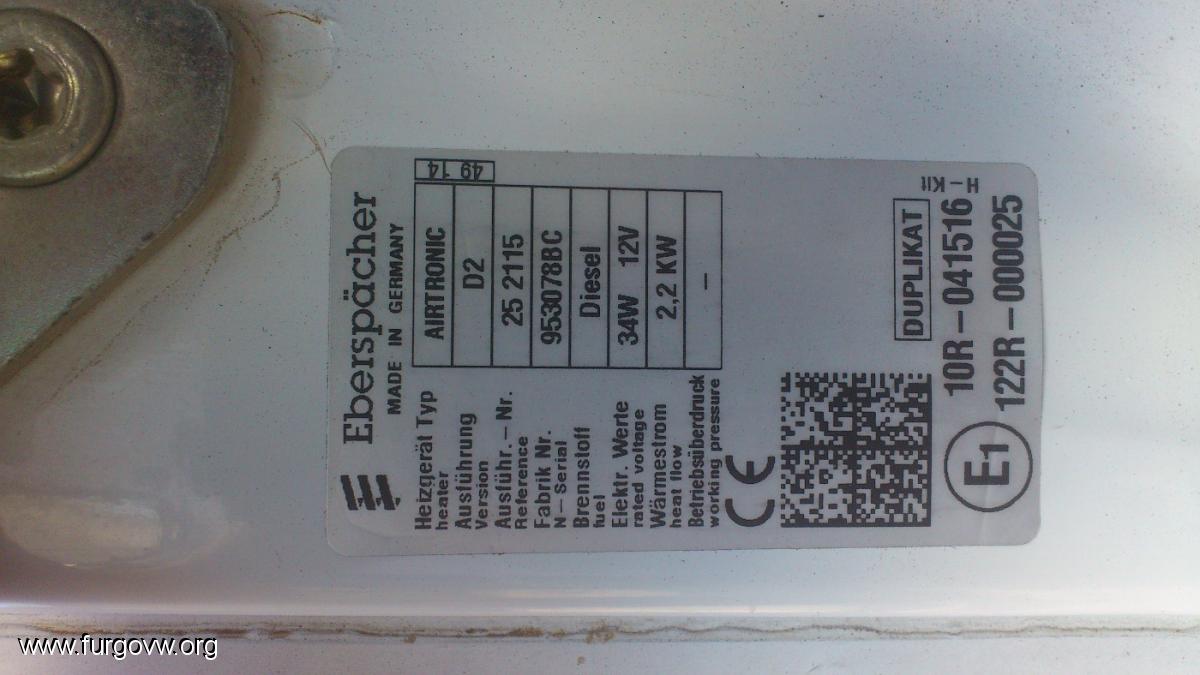 Eberspächer
MADE IN GERMANY
49 14
Heizgerät Typ AIRTRONIC
heater
Ausführung D2
Version
Ausführ.-Nr. 25 2115
Reference
Fabrik Nr. 953078BC
N-Serial
Brennstoff Diesel
fuel
Elektr. Werte 34W 12V
rated voltage
Wärmestrom 2,2 KW
heat flow
Betriebsüberdruck –
working pressure
CE
DUPLIKAT
H-Kit
E1
10R-041516
122R-000025
www.furgovw.org